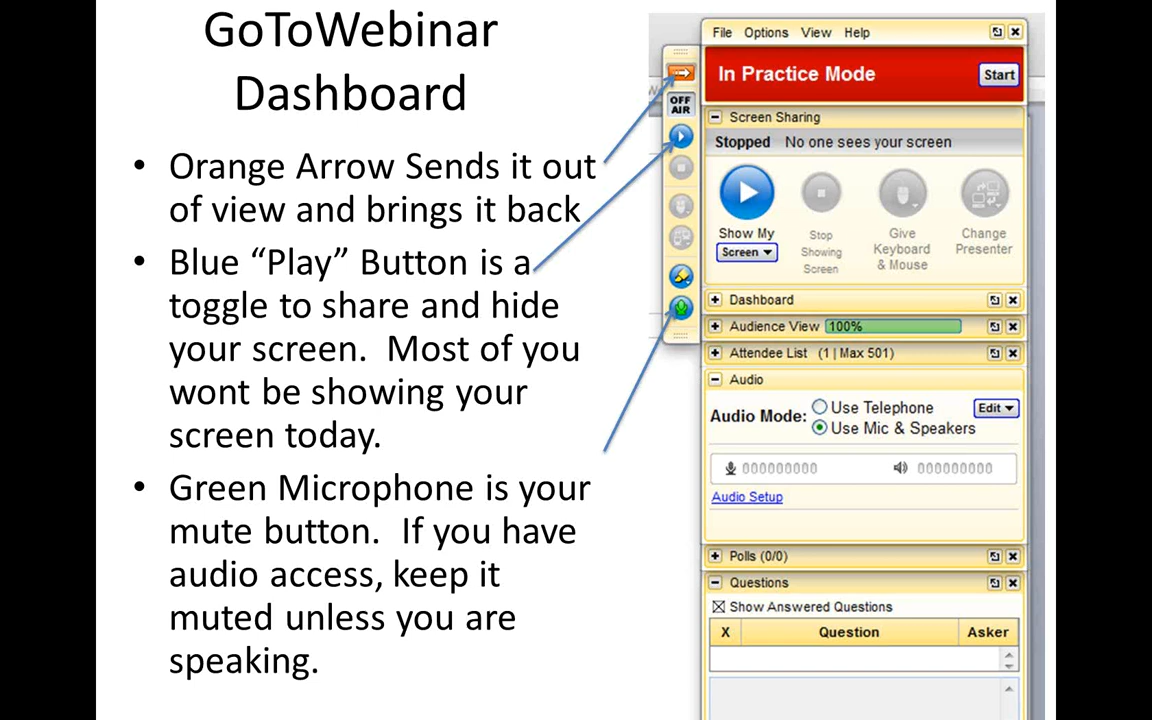 GoToWebinar
Dashboard
• Orange Arrow Sends it out
of view and brings it back
• Blue “Play” Button is a
toggle to share and hide
your screen.  Most of you
wont be showing your
screen today.
• Green Microphone is your
mute button.  If you have
audio access, keep it
muted unless you are
speaking.
File Options View Help
In Practice Mode Start
OFF
AIR
Screen Sharing
Stopped No one sees your screen
Show My
Screen
Stop
Showing
Screen
Give
Keyboard
& Mouse
Change
Presenter
Dashboard
Audience View 100%
Attendee List (1 | Max 501)
Audio
Audio Mode: Use Telephone Edit
Use Mic & Speakers
Audio Setup
Polls (0/0)
Questions
Show Answered Questions
X Question Asker